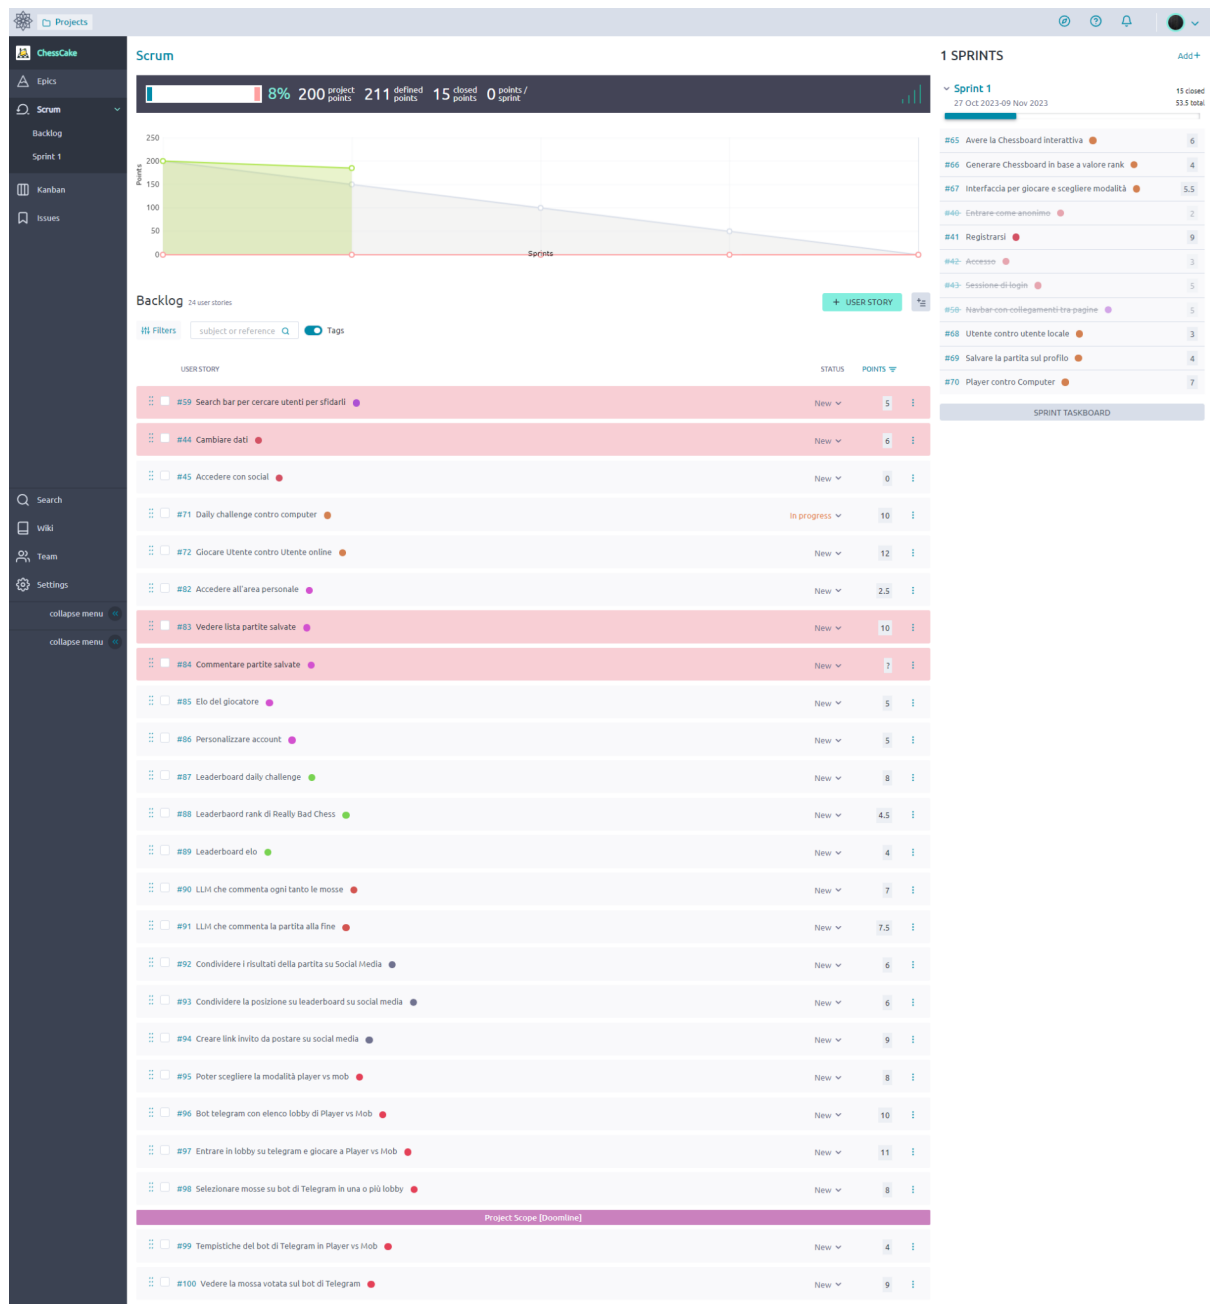 Projects
ChessCake
Epics
Scrum
Backlog
Sprint 1
Kanban
Issues
Search
Wiki
Team
Settings
collapse menu
collapse menu
Scrum
8% 200 project points 211 defined points 15 closed points 0 points / sprint
250
200
150
100
50
0
Points
Sprints
Backlog 24 user stories
+ USER STORY
Filters
subject or reference
Tags
USER STORY STATUS POINTS
#59 Search bar per cercare utenti per sfidarli New 5
#44 Cambiare dati New 6
#45 Accedere con social New 0
#71 Daily challenge contro computer In progress 10
#72 Giocare Utente contro Utente online New 12
#82 Accedere all'area personale New 2.5
#83 Vedere lista partite salvate New 10
#84 Commentare partite salvate New ?
#85 Elo del giocatore New 5
#86 Personalizzare account New 5
#87 Leaderboard daily challenge New 8
#88 Leaderbaord rank di Really Bad Chess New 4.5
#89 Leaderboard elo New 4
#90 LLM che commenta ogni tanto le mosse New 7
#91 LLM che commenta la partita alla fine New 7.5
#92 Condividere i risultati della partita su Social Media New 6
#93 Condividere la posizione su leaderboard su social media New 6
#94 Creare link invito da postare su social media New 9
#95 Poter scegliere la modalità player vs mob New 8
#96 Bot telegram con elenco lobby di Player vs Mob New 10
#97 Entrare in lobby su telegram e giocare a Player vs Mob New 11
#98 Selezionare mosse su bot di Telegram in una o più lobby New 8
Project Scope [Doomline]
#99 Tempistiche del bot di Telegram in Player vs Mob New 4
#100 Vedere la mossa votata sul bot di Telegram New 9
1 SPRINTS Add+
Sprint 1 15 closed
27 Oct 2023-09 Nov 2023 53.5 total
#65 Avere la Chessboard interattiva 6
#66 Generare Chessboard in base a valore rank 4
#67 Interfaccia per giocare e scegliere modalità 5.5
#40 Entrare come anonimo 2
#41 Registrarsi 9
#42 Accesso 3
#43 Sessione di login 5
#58 Navbar con collegamenti tra pagine 5
#68 Utente contro utente locale 3
#69 Salvare la partita sul profilo 4
#70 Player contro Computer 7
SPRINT TASKBOARD